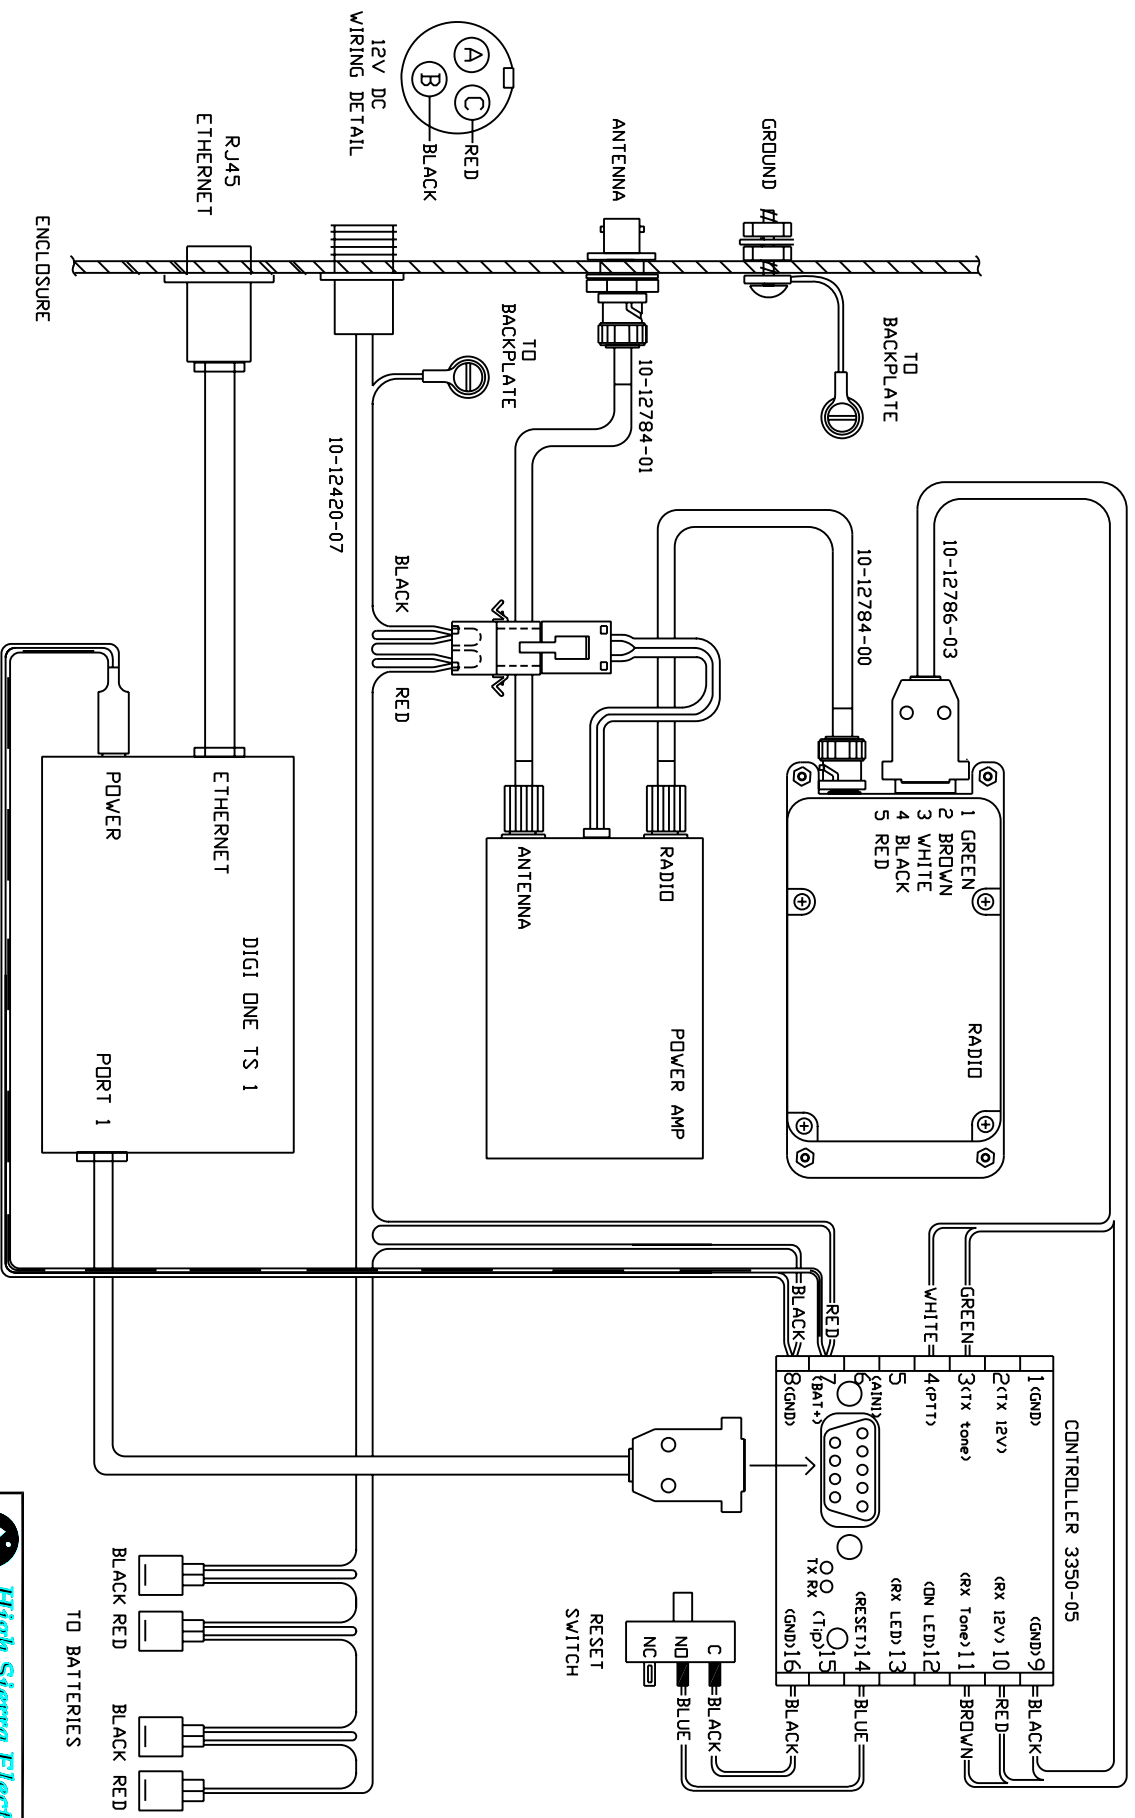 GROUND
ANTENNA
12V DC
WIRING DETAIL
A
B
C
RED
BLACK
RJ45
ETHERNET
ENCLOSURE
TO
BACKPLATE
TO
BACKPLATE
10-12784-01
10-12420-07
10-12786-03
10-12784-00
BLACK
RED
1 GREEN
2 BROWN
3 WHITE
4 BLACK
5 RED
RADIO
RADIO
ANTENNA
POWER AMP
ETHERNET
POWER
DIGI ONE TS 1
PORT 1
GREEN
WHITE
RED
BLACK
CONTROLLER 3350-05
1(GND)
2(TX 12V)
3(TX tone)
4(PTT)
5
6(AIN1)
7(BAT+)
8(GND)
(GND)9
(RX 12V)10
(RX Tone)11
(ON LED)12
(RX LED)13
(RESET)14
(Tip)15
(GND)16
TX RX
BLACK
RED
BROWN
BLUE
BLACK
RESET
SWITCH
C
NO
NC
BLACK
BLUE
BLACK RED
BLACK RED
TO BATTERIES
High Sierra Elect